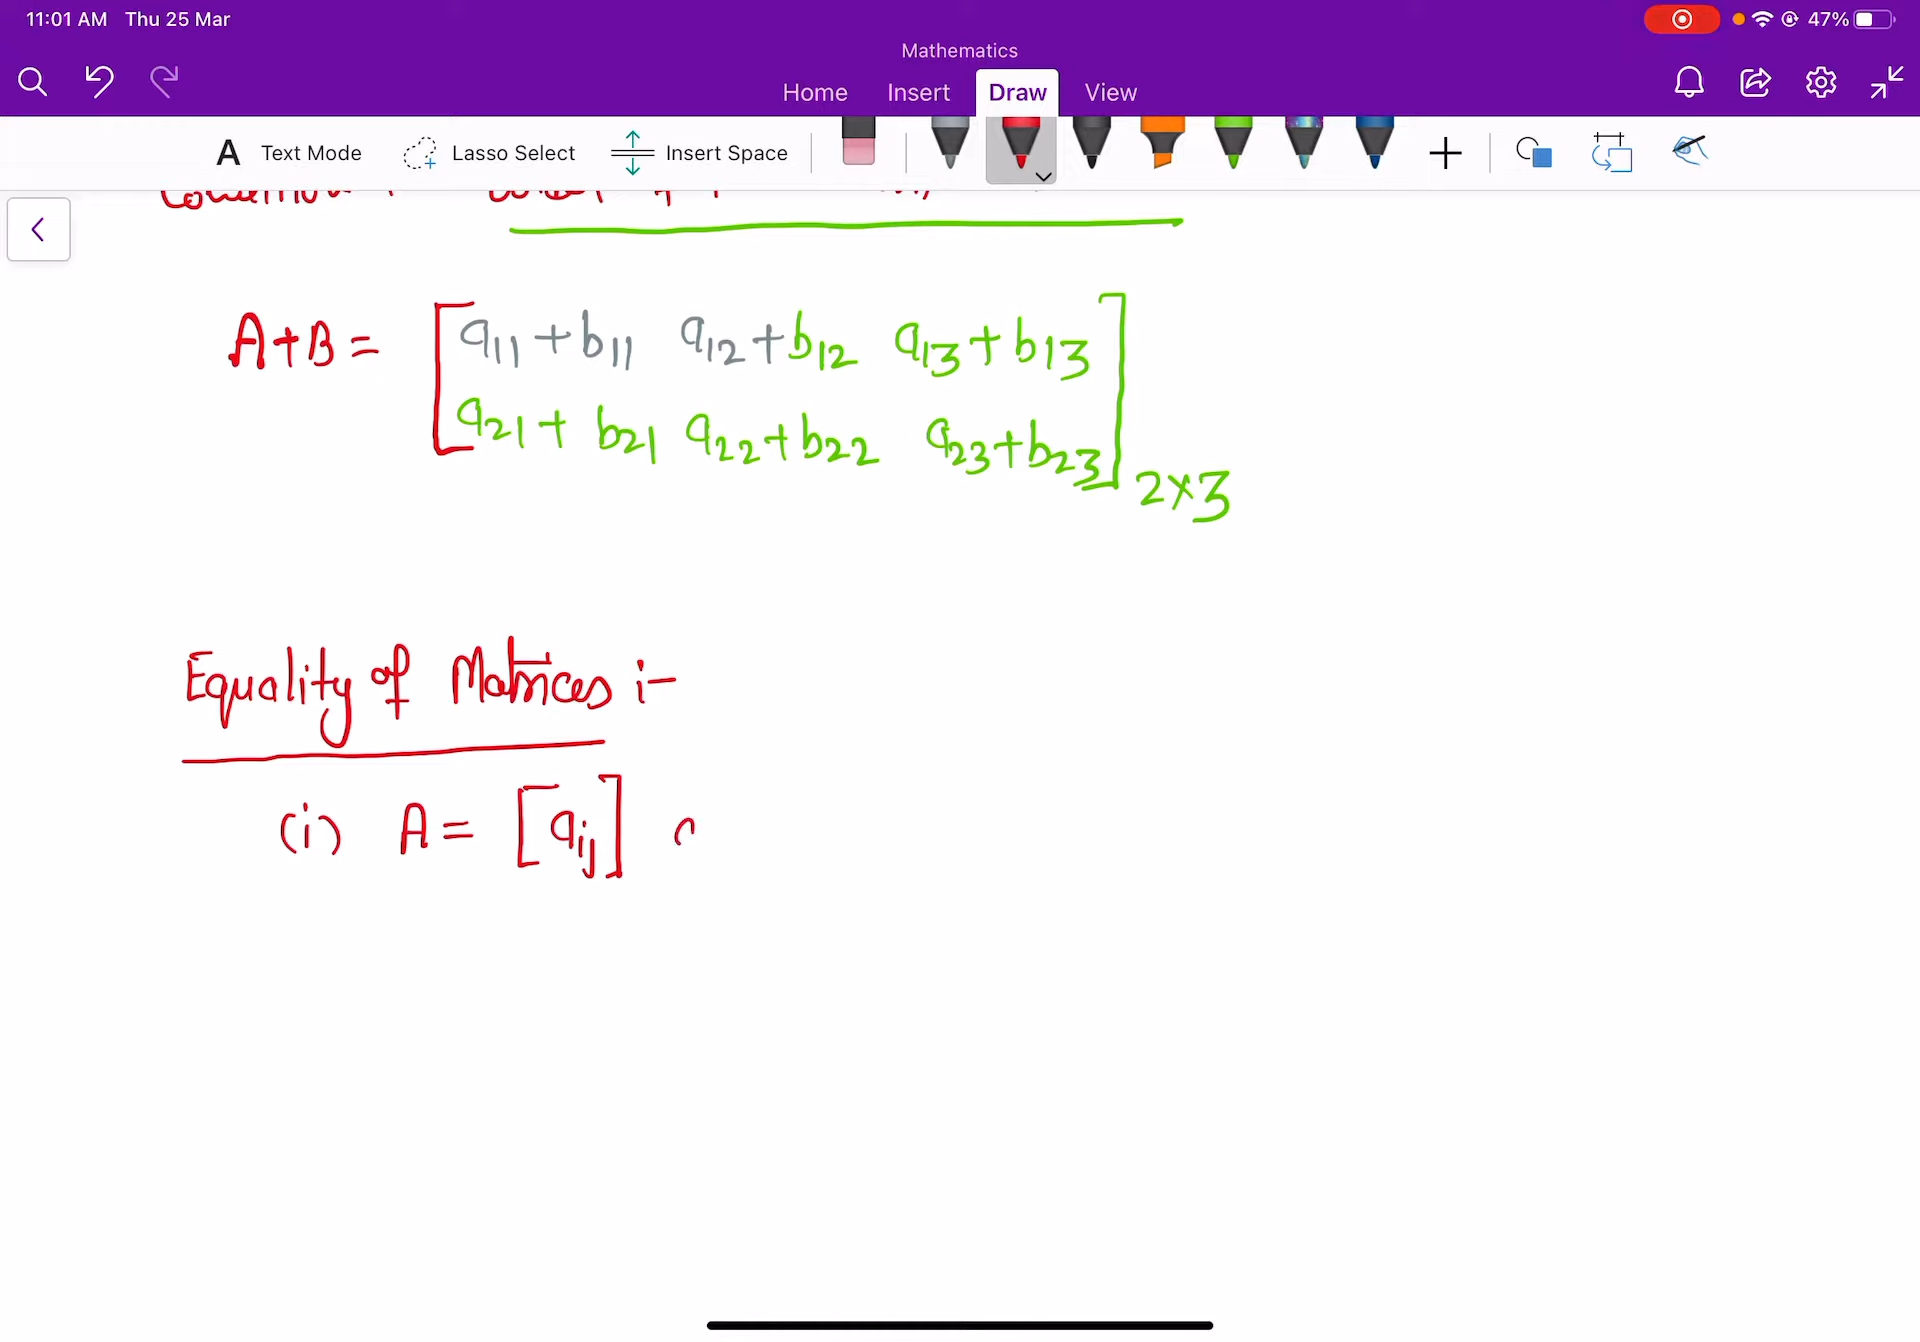 11:01 AM Thu 25 Mar
47%
Mathematics
Home Insert Draw View
A Text Mode Lasso Select Insert Space
A+B = [a11+b11 a12+b12 a13+b13
a21+b21 a22+b22 a23+b23] 2×3
Equality of Matrices :-
(i) A = [aij]